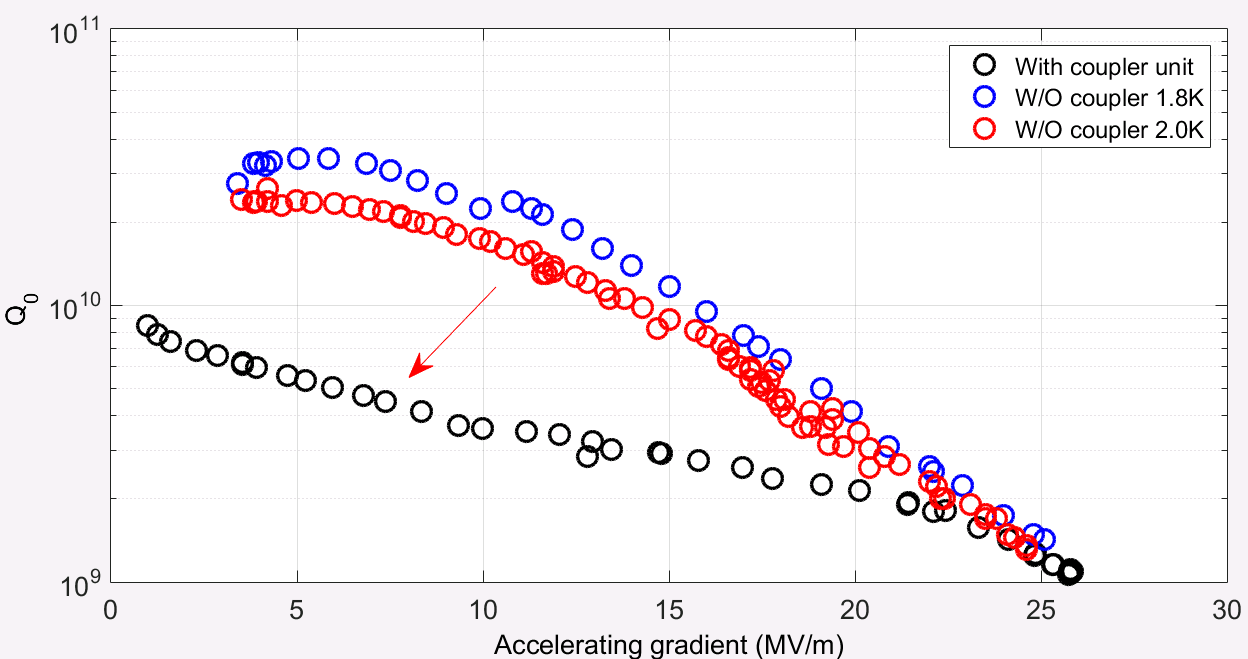 10^11
10^10
10^9
Q_0
0 5 10 15 20 25 30
Accelerating gradient (MV/m)
With coupler unit
W/O coupler 1.8K
W/O coupler 2.0K